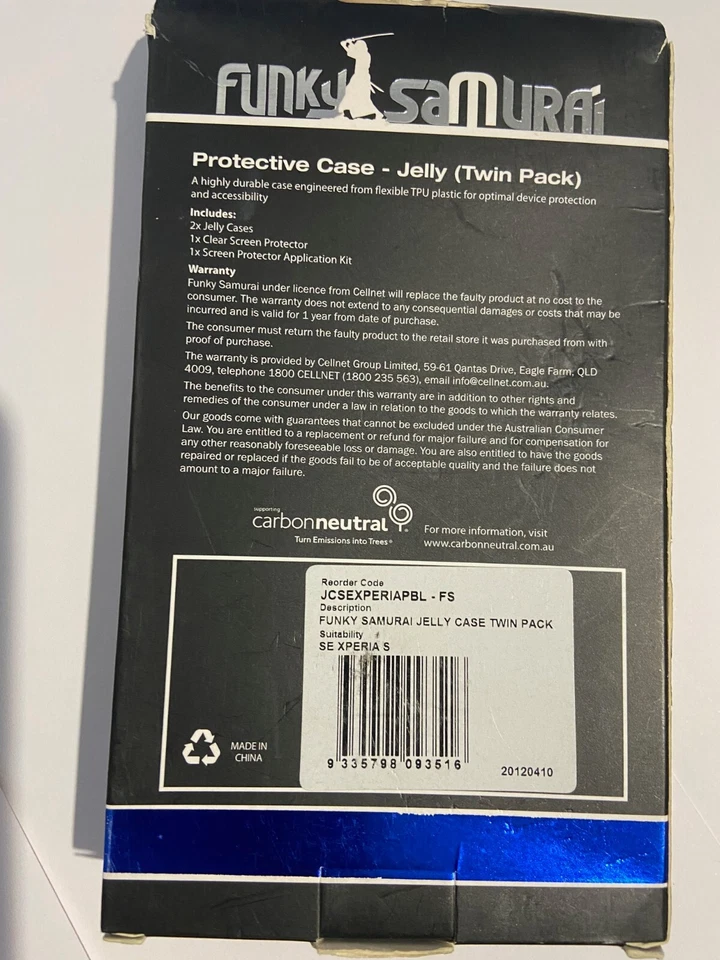 FUNKY SAMURAI
Protective Case - Jelly (Twin Pack)
A highly durable case engineered from flexible TPU plastic for optimal device protection
and accessibility
Includes:
2x Jelly Cases
1x Clear Screen Protector
1x Screen Protector Application Kit
Warranty
Funky Samurai under licence from Cellnet will replace the faulty product at no cost to the
consumer. The warranty does not extend to any consequential damages or costs that may be
incurred and is valid for 1 year from date of purchase.
The consumer must return the faulty product to the retail store it was purchased from with
proof of purchase.
The warranty is provided by Cellnet Group Limited, 59-61 Qantas Drive, Eagle Farm, QLD
4009, telephone 1800 CELLNET (1800 235 563), email info@cellnet.com.au.
The benefits to the consumer under this warranty are in addition to other rights and
remedies of the consumer under a law in relation to the goods to which the warranty relates.
Our goods come with guarantees that cannot be excluded under the Australian Consumer
Law. You are entitled to a replacement or refund for major failure and for compensation for
any other reasonably foreseeable loss or damage. You are also entitled to have the goods
repaired or replaced if the goods fail to be of acceptable quality and the failure does not
amount to a major failure.
supporting
carbonneutral
Turn Emissions into Trees
For more information, visit
www.carbonneutral.com.au
Reorder Code
JCSEXPERIAPBL - FS
Description
FUNKY SAMURAI JELLY CASE TWIN PACK
Suitability
SE XPERIA S
9 335798 093516
20120410
MADE IN
CHINA